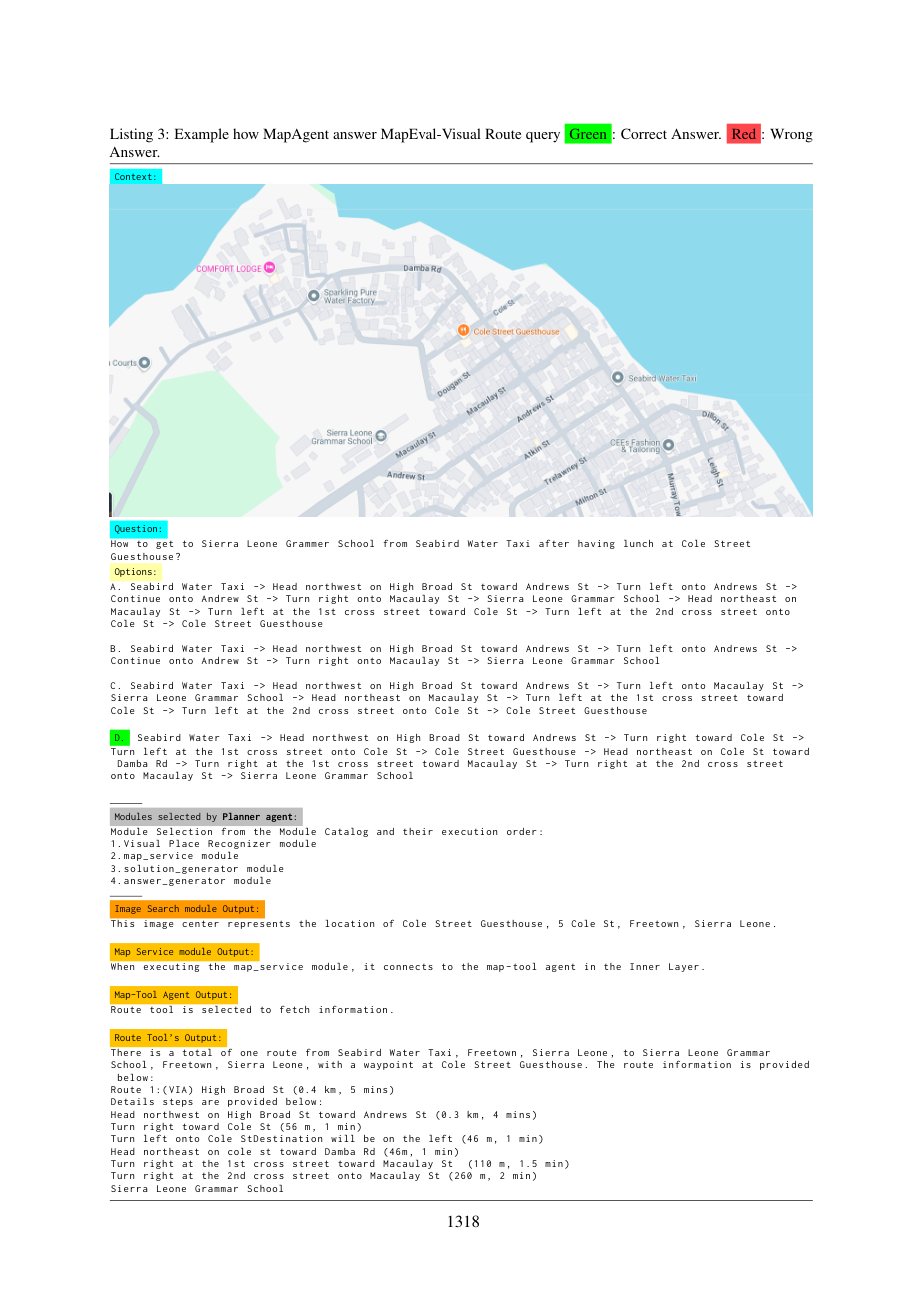 Listing 3: Example how MapAgent answer MapEval-Visual Route query Green : Correct Answer. Red : Wrong
Answer.
Context:
COMFORT LODGE
Damba Rd
Sparkling Pure
Water Factory
Cole St
Cole Street Guesthouse
Courts
Seabird Water Taxi
Dougan St
Macaulay St
Andrews St
Dillon St
Sierra Leone
Grammar School
Macaulay St
Atkin St
CEEs Fashion
& Tailoring
Andrew St
Trelawney St
Leigh St
Murray Tow
Milton St
Question:
How to get to Sierra Leone Grammer School from Seabird Water Taxi after having lunch at Cole Street
Guesthouse?
Options:
A. Seabird Water Taxi -> Head northwest on High Broad St toward Andrews St -> Turn left onto Andrews St ->
Continue onto Andrew St -> Turn right onto Macaulay St -> Sierra Leone Grammar School -> Head northeast on
Macaulay St -> Turn left at the 1st cross street toward Cole St -> Turn left at the 2nd cross street onto
Cole St -> Cole Street Guesthouse
B. Seabird Water Taxi -> Head northwest on High Broad St toward Andrews St -> Turn left onto Andrews St ->
Continue onto Andrew St -> Turn right onto Macaulay St -> Sierra Leone Grammar School
C. Seabird Water Taxi -> Head northwest on High Broad St toward Andrews St -> Turn left onto Macaulay St ->
Sierra Leone Grammar School -> Head northeast on Macaulay St -> Turn left at the 1st cross street toward
Cole St -> Turn left at the 2nd cross street onto Cole St -> Cole Street Guesthouse
D. Seabird Water Taxi -> Head northwest on High Broad St toward Andrews St -> Turn right toward Cole St ->
Turn left at the 1st cross street onto Cole St -> Cole Street Guesthouse -> Head northeast on Cole St toward
Damba Rd -> Turn right at the 1st cross street toward Macaulay St -> Turn right at the 2nd cross street
onto Macaulay St -> Sierra Leone Grammar School
Modules selected by Planner agent:
Module Selection from the Module Catalog and their execution order:
1.Visual Place Recognizer module
2.map_service module
3.solution_generator module
4.answer_generator module
Image Search module Output:
This image center represents the location of Cole Street Guesthouse, 5 Cole St, Freetown, Sierra Leone.
Map Service module Output:
When executing the map_service module, it connects to the map-tool agent in the Inner Layer.
Map-Tool Agent Output:
Route tool is selected to fetch information.
Route Tool's Output:
There is a total of one route from Seabird Water Taxi, Freetown, Sierra Leone, to Sierra Leone Grammar
School, Freetown, Sierra Leone, with a waypoint at Cole Street Guesthouse. The route information is provided
below:
Route 1:(VIA) High Broad St (0.4 km, 5 mins)
Details steps are provided below:
Head northwest on High Broad St toward Andrews St (0.3 km, 4 mins)
Turn right toward Cole St (56 m, 1 min)
Turn left onto Cole StDestination will be on the left (46 m, 1 min)
Head northeast on cole st toward Damba Rd (46m, 1 min)
Turn right at the 1st cross street toward Macaulay St (110 m, 1.5 min)
Turn right at the 2nd cross street onto Macaulay St (260 m, 2 min)
Sierra Leone Grammar School
1318